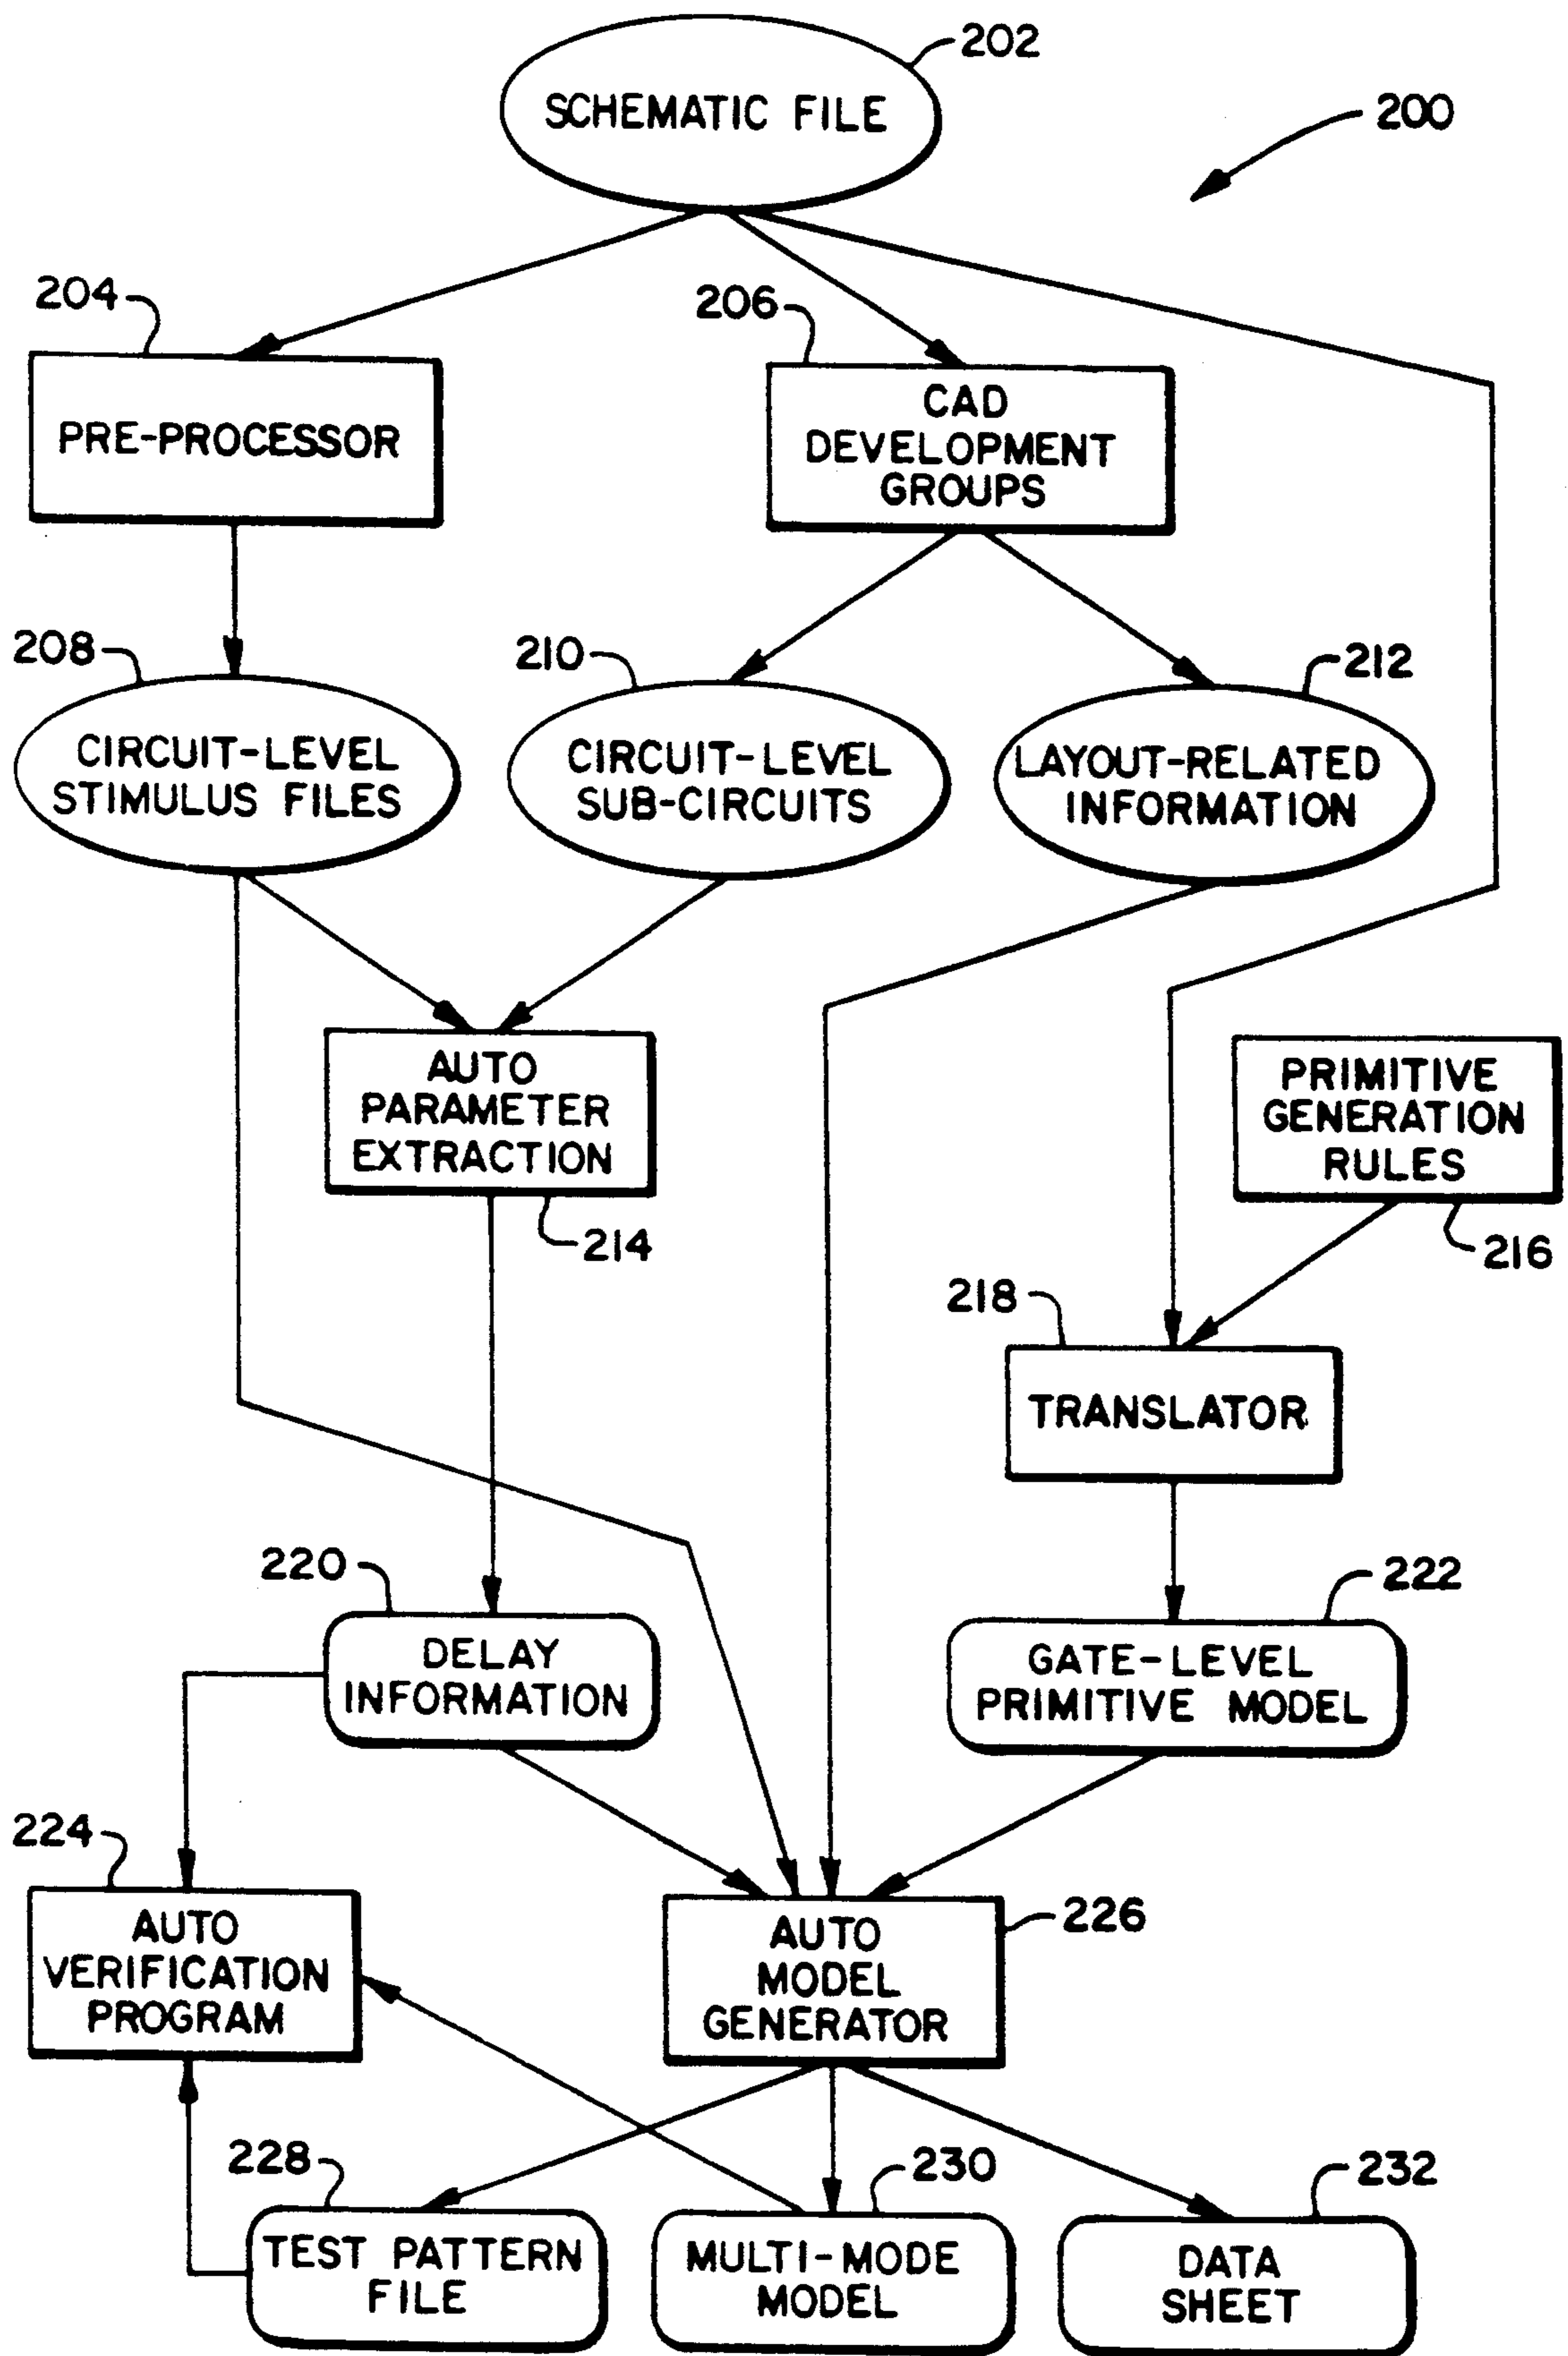 202
SCHEMATIC FILE
200
204
206
PRE-PROCESSOR
CAD
DEVELOPMENT
GROUPS
208
210
212
CIRCUIT-LEVEL
STIMULUS FILES
CIRCUIT-LEVEL
SUB-CIRCUITS
LAYOUT-RELATED
INFORMATION
AUTO
PARAMETER
EXTRACTION
214
PRIMITIVE
GENERATION
RULES
216
218
TRANSLATOR
220
222
DELAY
INFORMATION
GATE-LEVEL
PRIMITIVE MODEL
224
226
AUTO
VERIFICATION
PROGRAM
AUTO
MODEL
GENERATOR
228
230
232
TEST PATTERN
FILE
MULTI-MODE
MODEL
DATA
SHEET